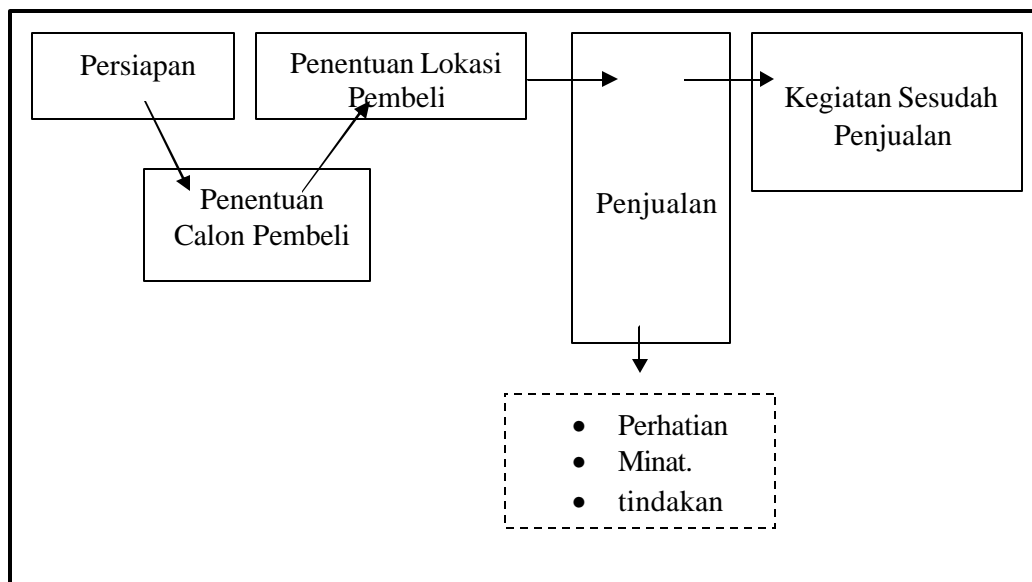 Persiapan
Penentuan Lokasi
Pembeli
Penentuan
Calon Pembeli
Penjualan
Kegiatan Sesudah
Penjualan
• Perhatian
• Minat.
• tindakan